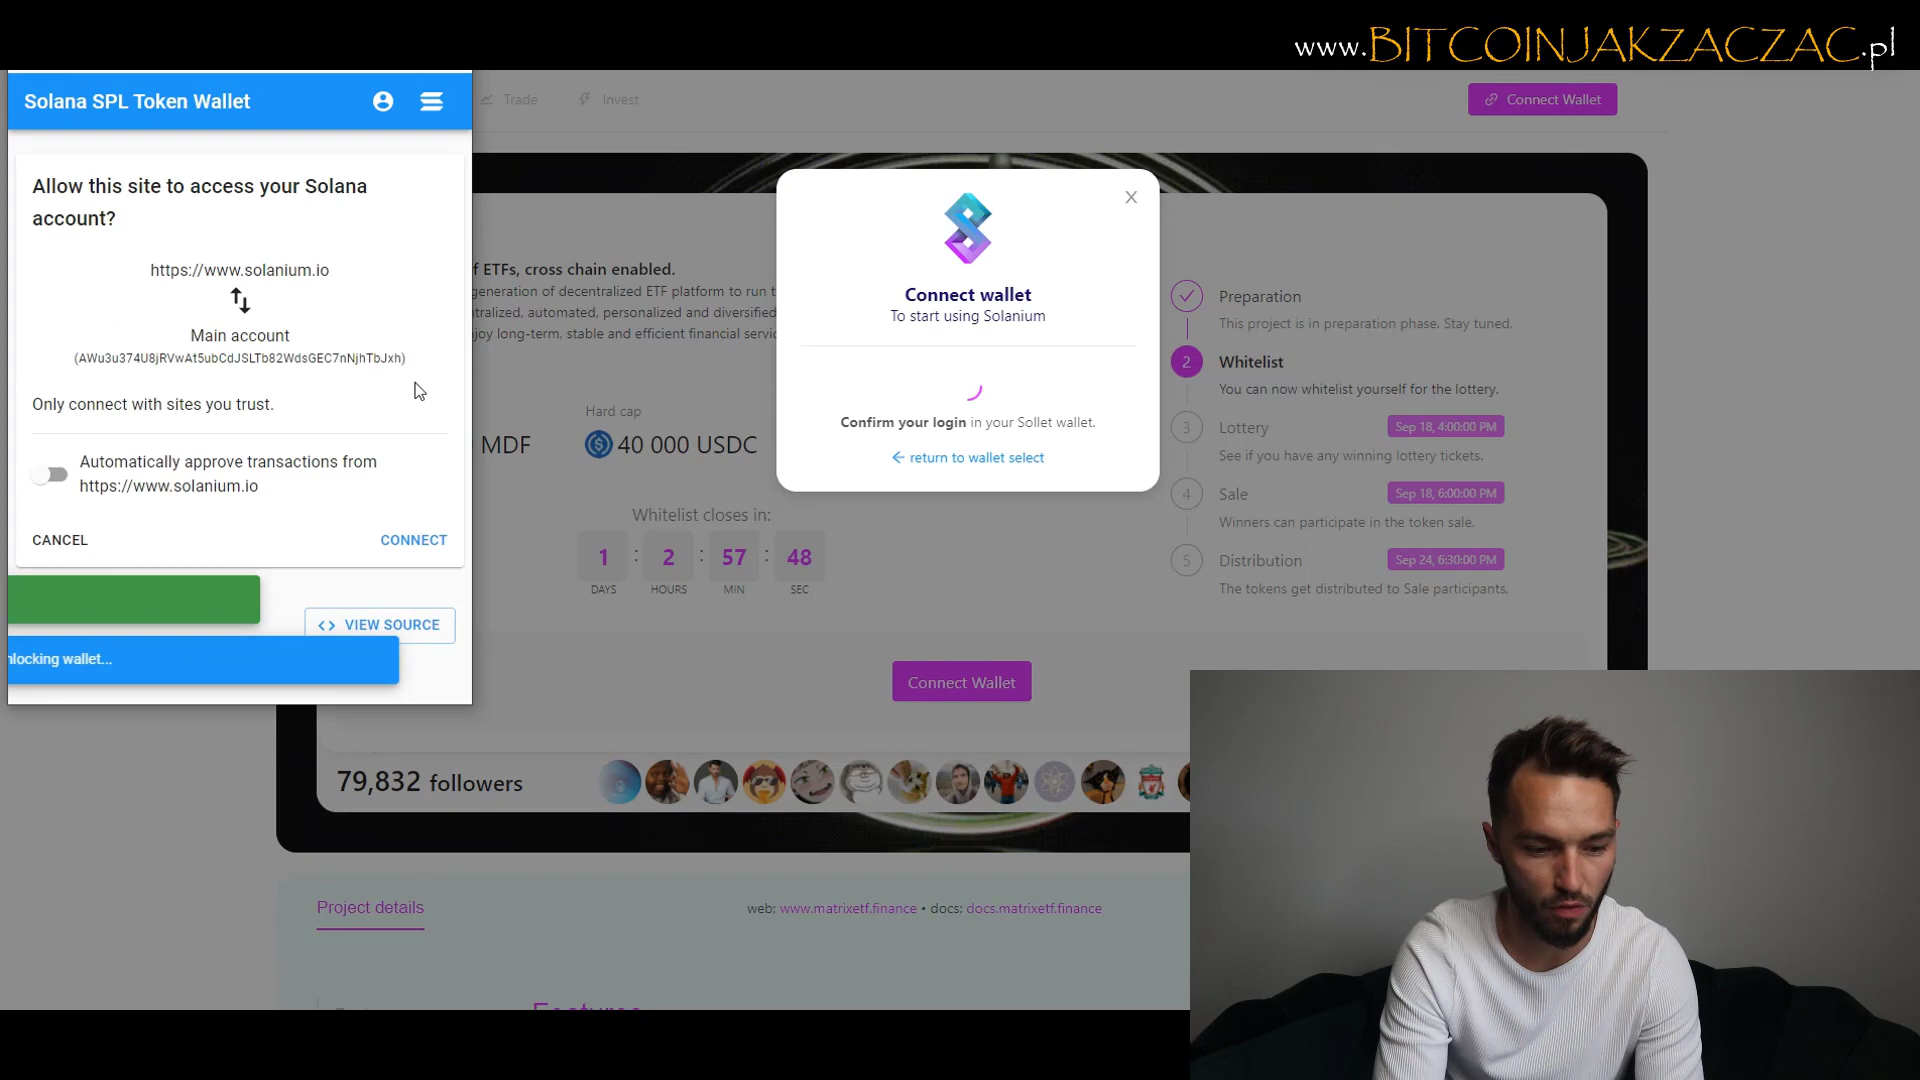 www.BITCOINJAKZACZAC.pl
Solana SPL Token Wallet
Trade
Invest
Connect Wallet
Allow this site to access your Solana
account?
https://www.solanium.io
Main account
(AWu3u374U8jRVwAt5ubCdJSLTb82WdsGEC7nNjhTbJxh)
Only connect with sites you trust.
Automatically approve transactions from
https://www.solanium.io
CANCEL
CONNECT
VIEW SOURCE
nlocking wallet...
f ETFs, cross chain enabled.
generation of decentralized ETF platform to run t
ntralized, automated, personalized and diversified
joy long-term, stable and efficient financial servic
MDF
Hard cap
40 000 USDC
Whitelist closes in:
1 : 2 : 57 : 48
DAYS HOURS MIN SEC
X
Connect wallet
To start using Solanium
Confirm your login in your Sollet wallet.
return to wallet select
Preparation
This project is in preparation phase. Stay tuned.
2 Whitelist
You can now whitelist yourself for the lottery.
3 Lottery Sep 18, 4:00:00 PM
See if you have any winning lottery tickets.
4 Sale Sep 18, 6:00:00 PM
Winners can participate in the token sale.
5 Distribution Sep 24, 6:30:00 PM
The tokens get distributed to Sale participants.
Connect Wallet
79,832 followers
Project details
web: www.matrixetf.finance • docs: docs.matrixetf.finance
Features